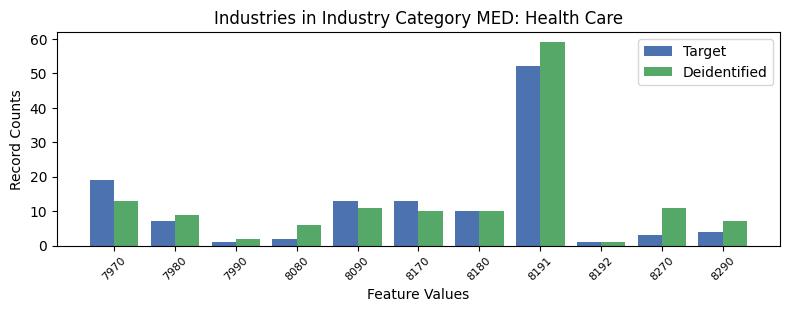 Industries in Industry Category MED: Health Care
Target
Deidentified
Record Counts
60
50
40
30
20
10
0
7970 7980 7990 8080 8090 8170 8180 8191 8192 8270 8290
Feature Values